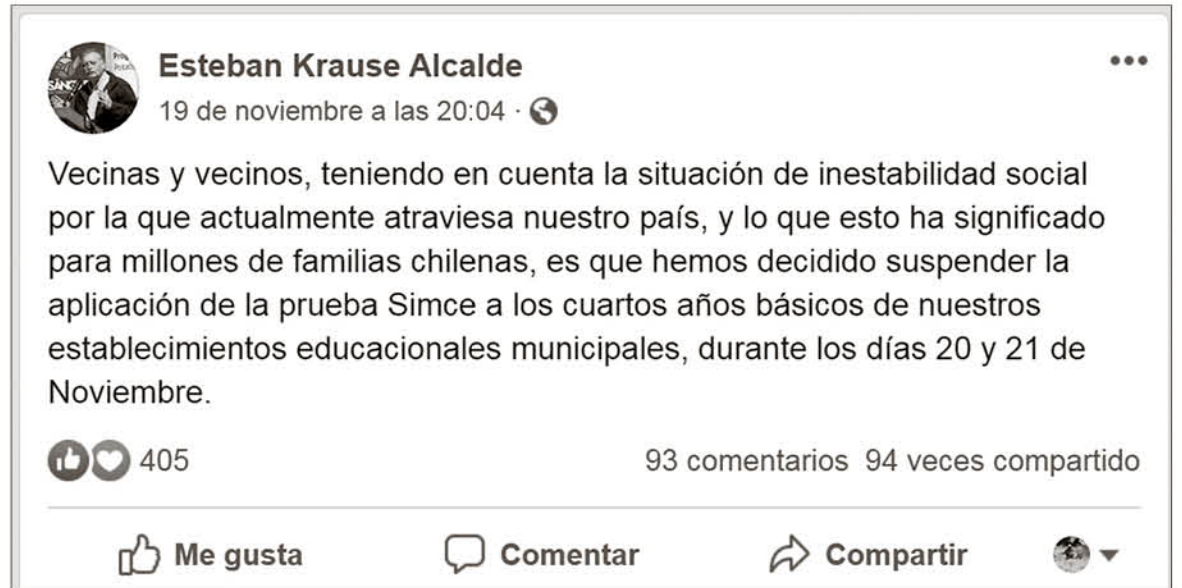 Esteban Krause Alcalde
19 de noviembre a las 20:04 ·
Vecinas y vecinos, teniendo en cuenta la situación de inestabilidad social
por la que actualmente atraviesa nuestro país, y lo que esto ha significado
para millones de familias chilenas, es que hemos decidido suspender la
aplicación de la prueba Simce a los cuartos años básicos de nuestros
establecimientos educacionales municipales, durante los días 20 y 21 de
Noviembre.
405 93 comentarios 94 veces compartido
Me gusta Comentar Compartir